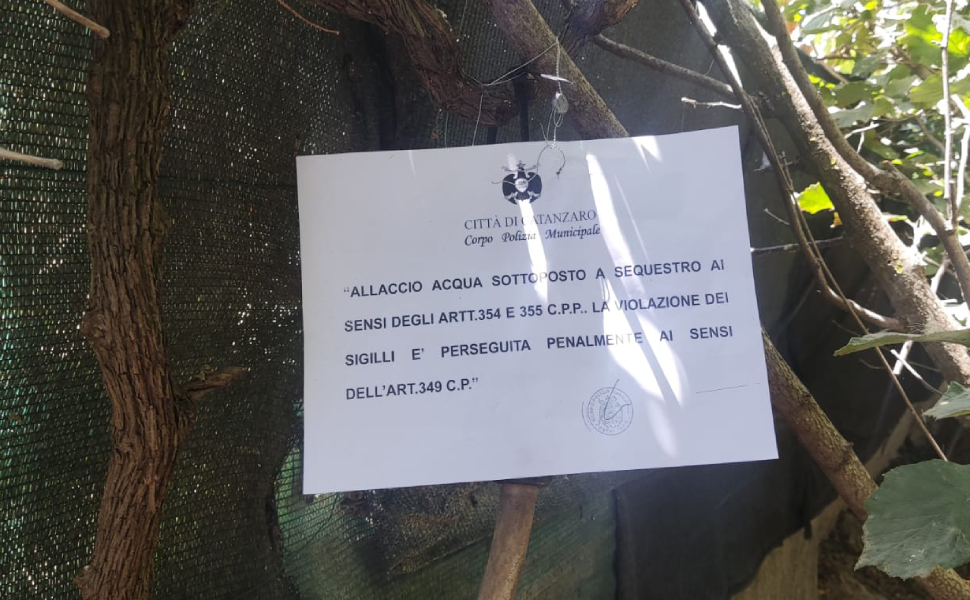 CITTÀ DI CATANZARO
Corpo Polizia Municipale
“ALLACCIO ACQUA SOTTOPOSTO A SEQUESTRO AI
SENSI DEGLI ARTT.354 E 355 C.P.P.. LA VIOLAZIONE DEI
SIGILLI E’ PERSEGUITA PENALMENTE AI SENSI
DELL’ART.349 C.P.”